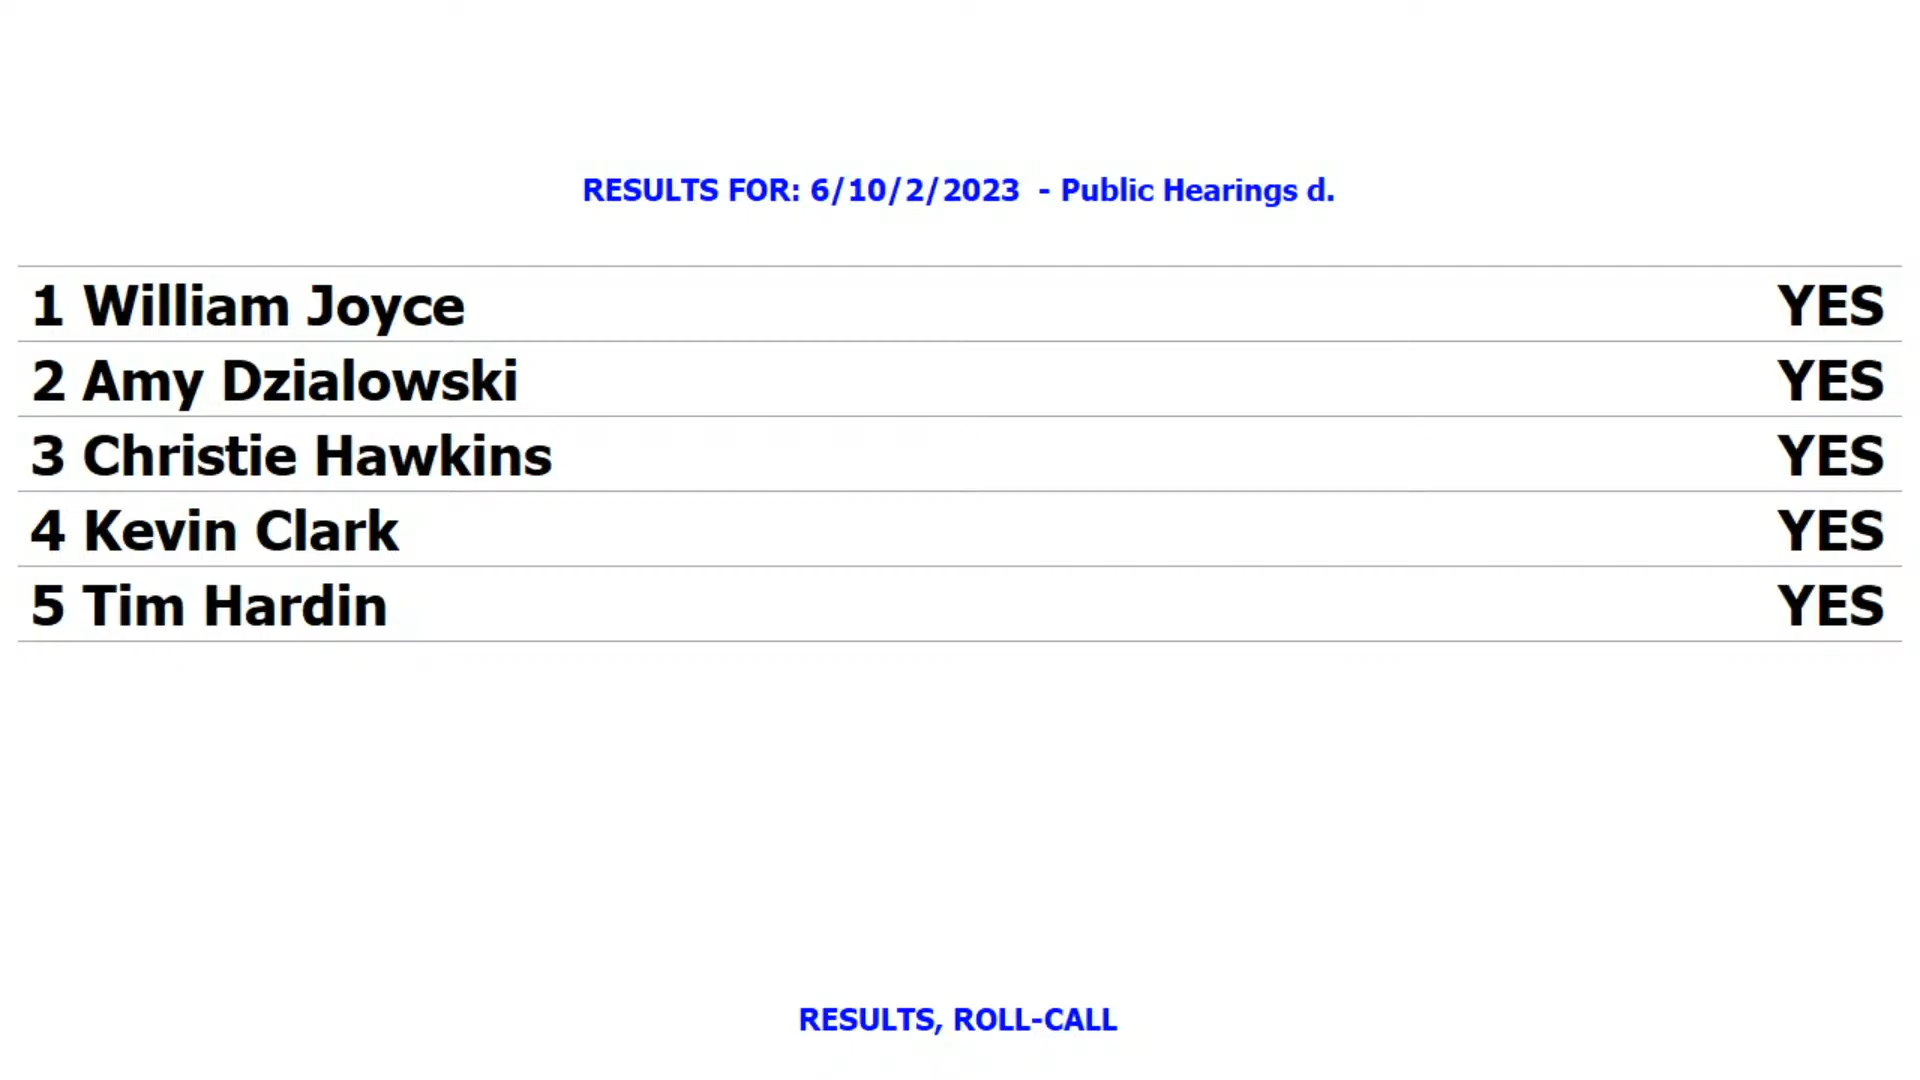 RESULTS FOR: 6/10/2/2023 - Public Hearings d.
1 William Joyce YES
2 Amy Dzialowski YES
3 Christie Hawkins YES
4 Kevin Clark YES
5 Tim Hardin YES
RESULTS, ROLL-CALL